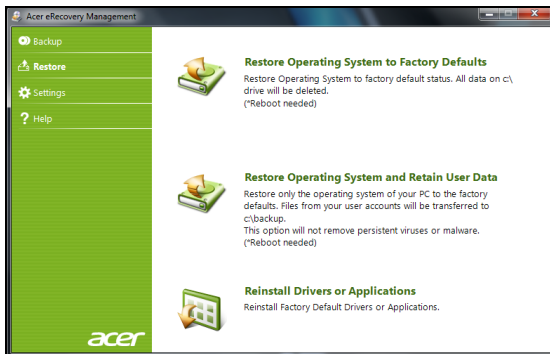 Acer eRecovery Management
Backup
Restore
Settings
? Help
Restore Operating System to Factory Defaults
Restore Operating System to factory default status. All data on c:\
drive will be deleted.
(*Reboot needed)
Restore Operating System and Retain User Data
Restore only the operating system of your PC to the factory
defaults. Files from your user accounts will be transferred to
c:\backup.
This option will not remove persistent viruses or malware.
(*Reboot needed)
Reinstall Drivers or Applications
Reinstall Factory Default Drivers or Applications.
acer